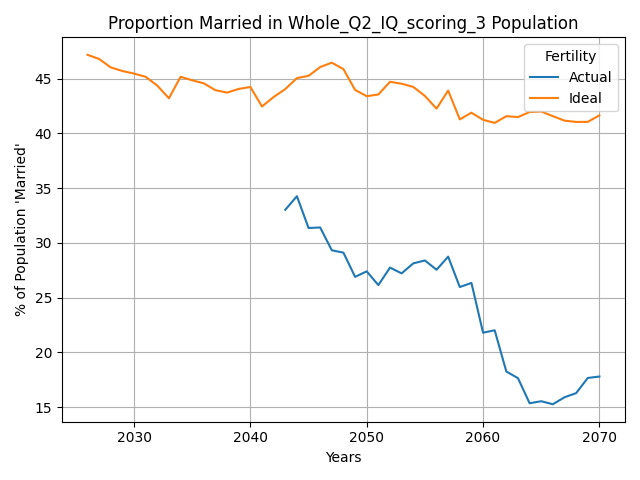 Proportion Married in Whole_Q2_IQ_scoring_3 Population
Fertility
Actual
Ideal
% of Population 'Married'
45
40
35
30
25
20
15
2030 2040 2050 2060 2070
Years